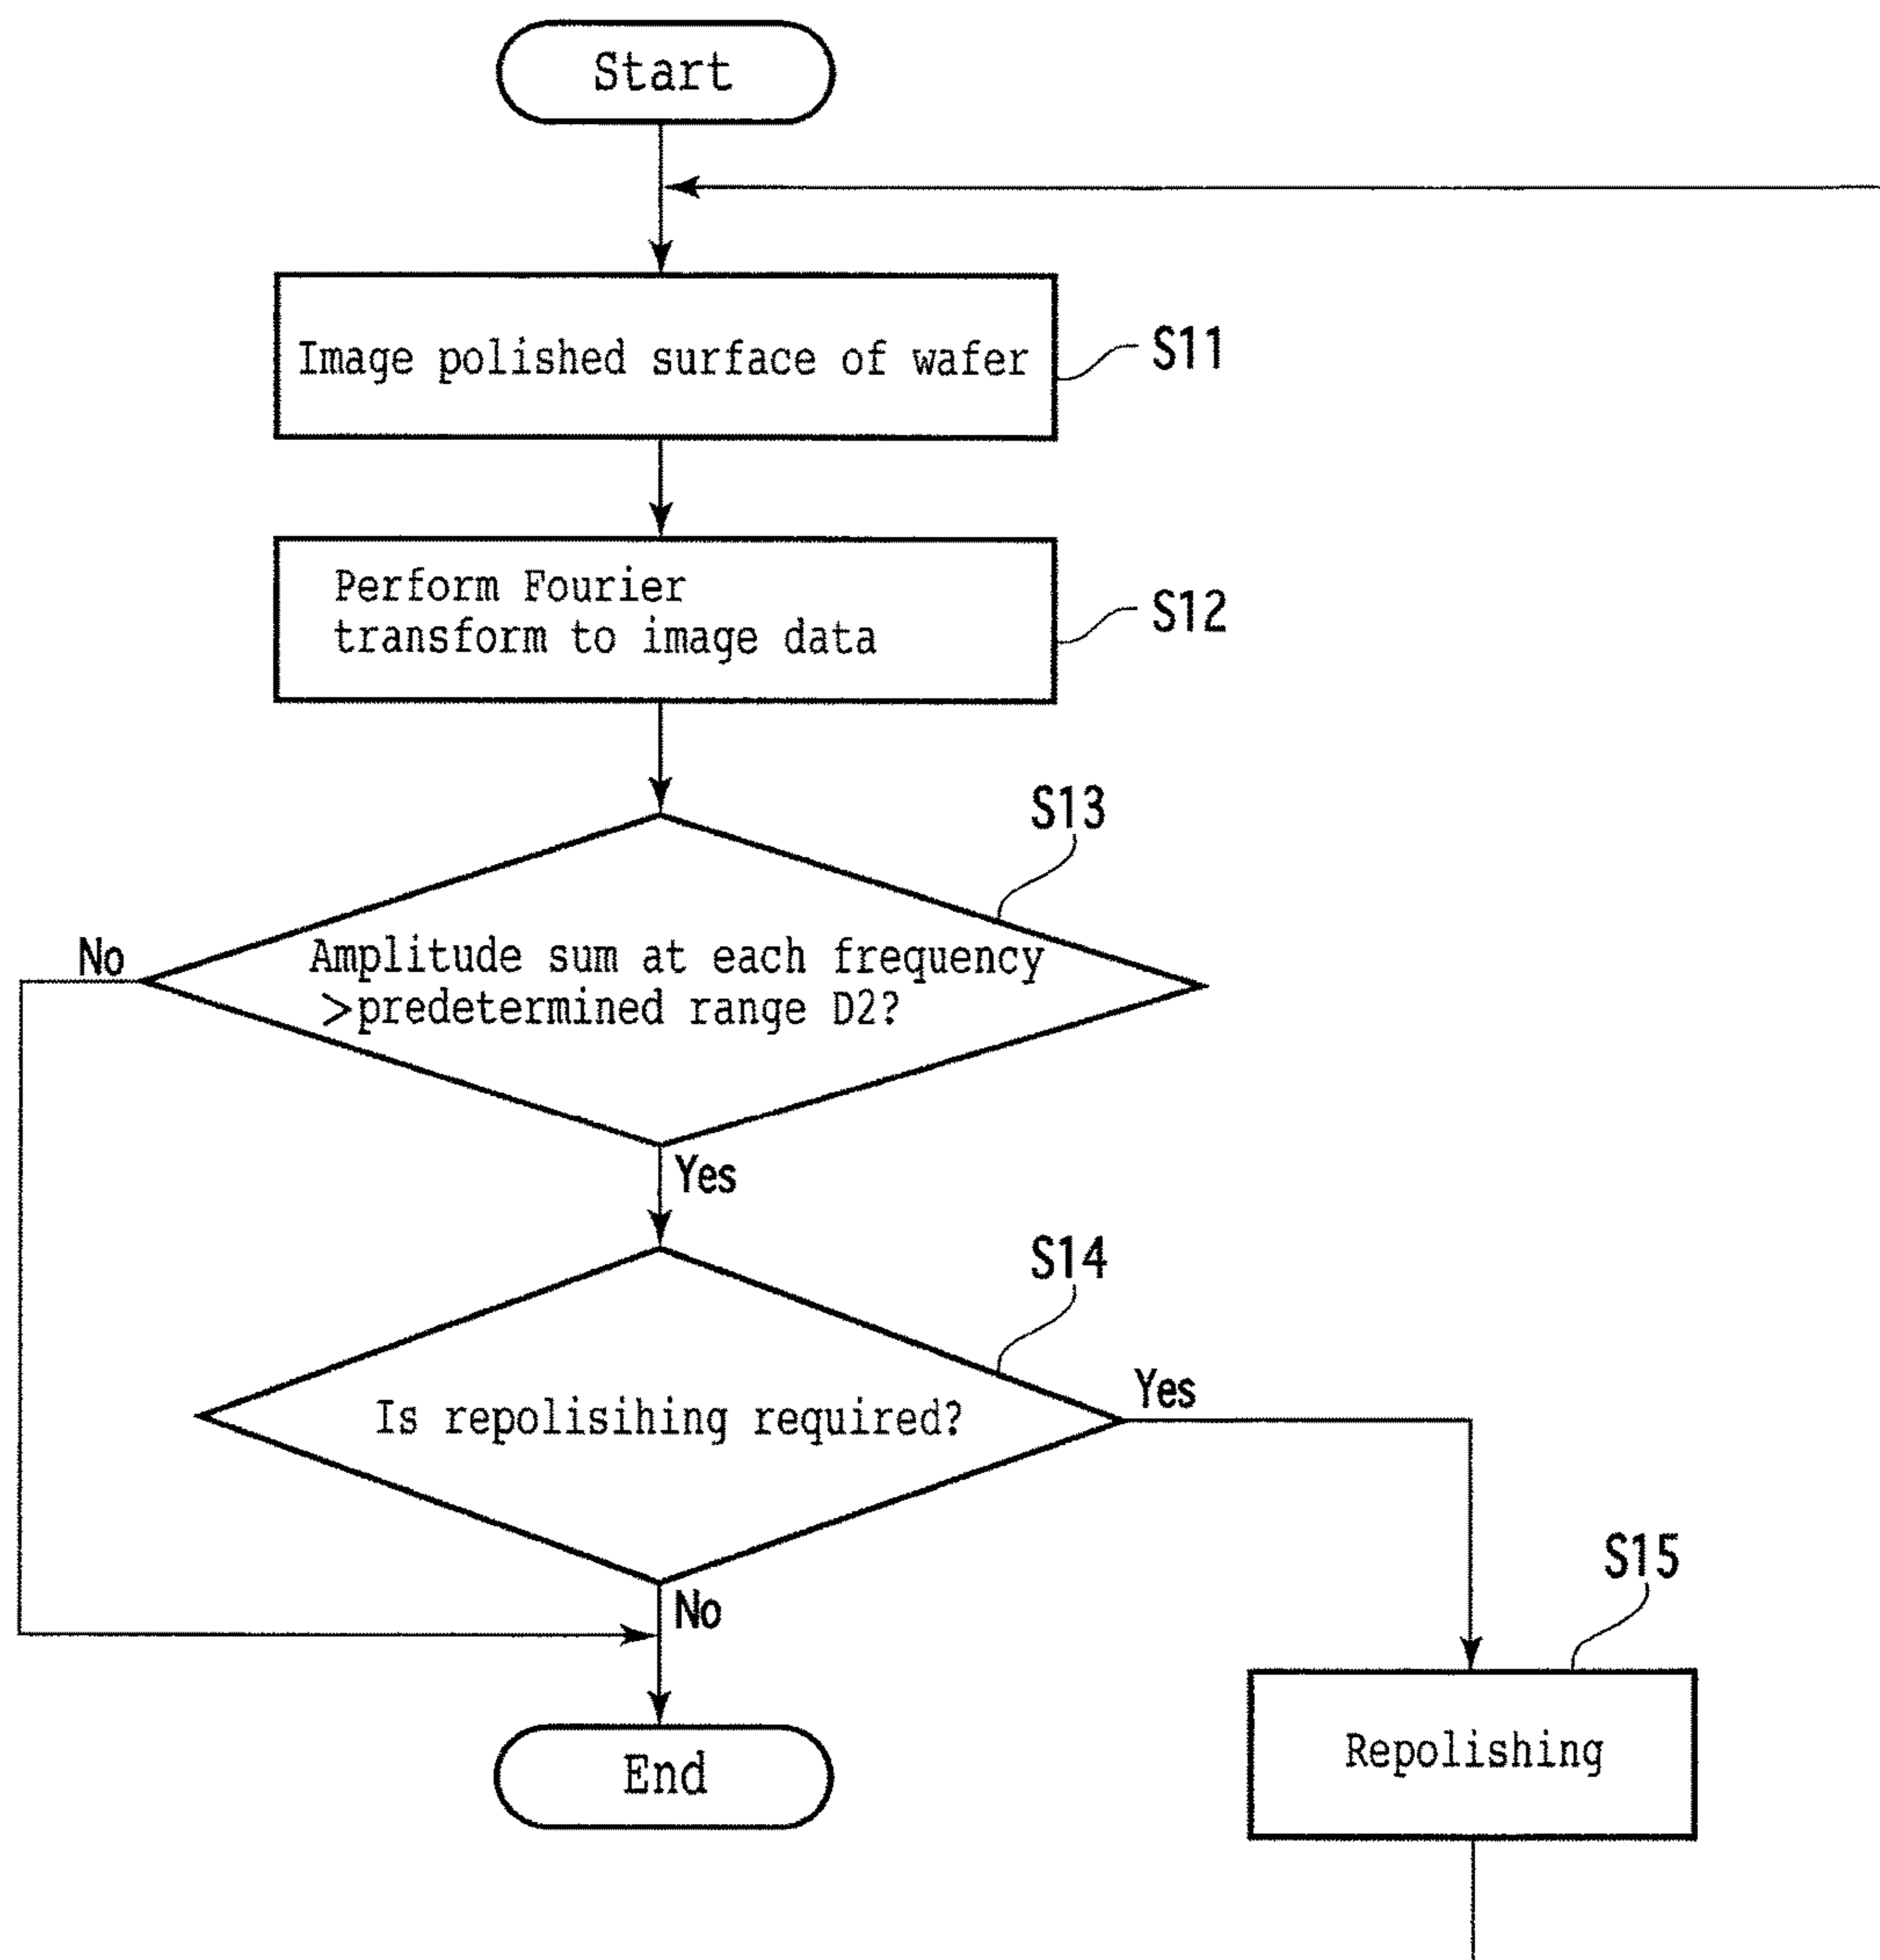 Start
Image polished surface of wafer
S11
Perform Fourier
transform to image data
S12
S13
No
Amplitude sum at each frequency
>predetermined range D2?
Yes
S14
Is repolisihing required?
Yes
S15
No
Repolishing
End